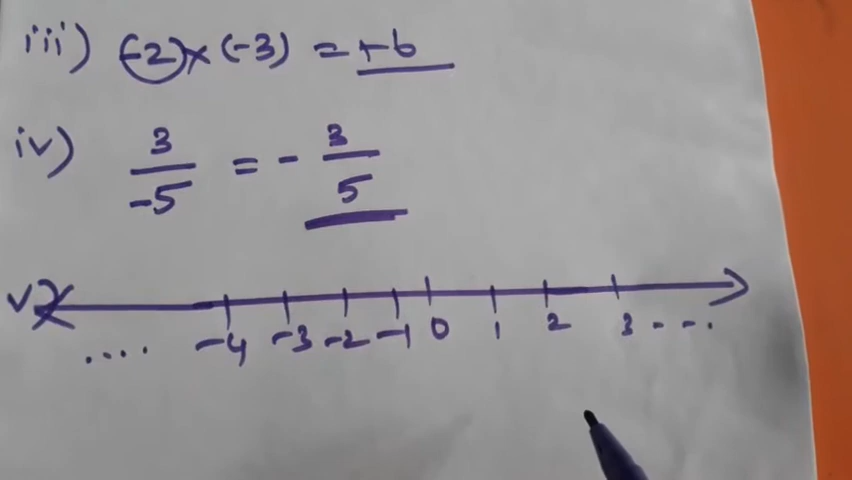 iii) (-2) × (-3) = +6
iv) 3/-5 = - 3/5
v)
.... -4 -3 -2 -1 0 1 2 3 - - .